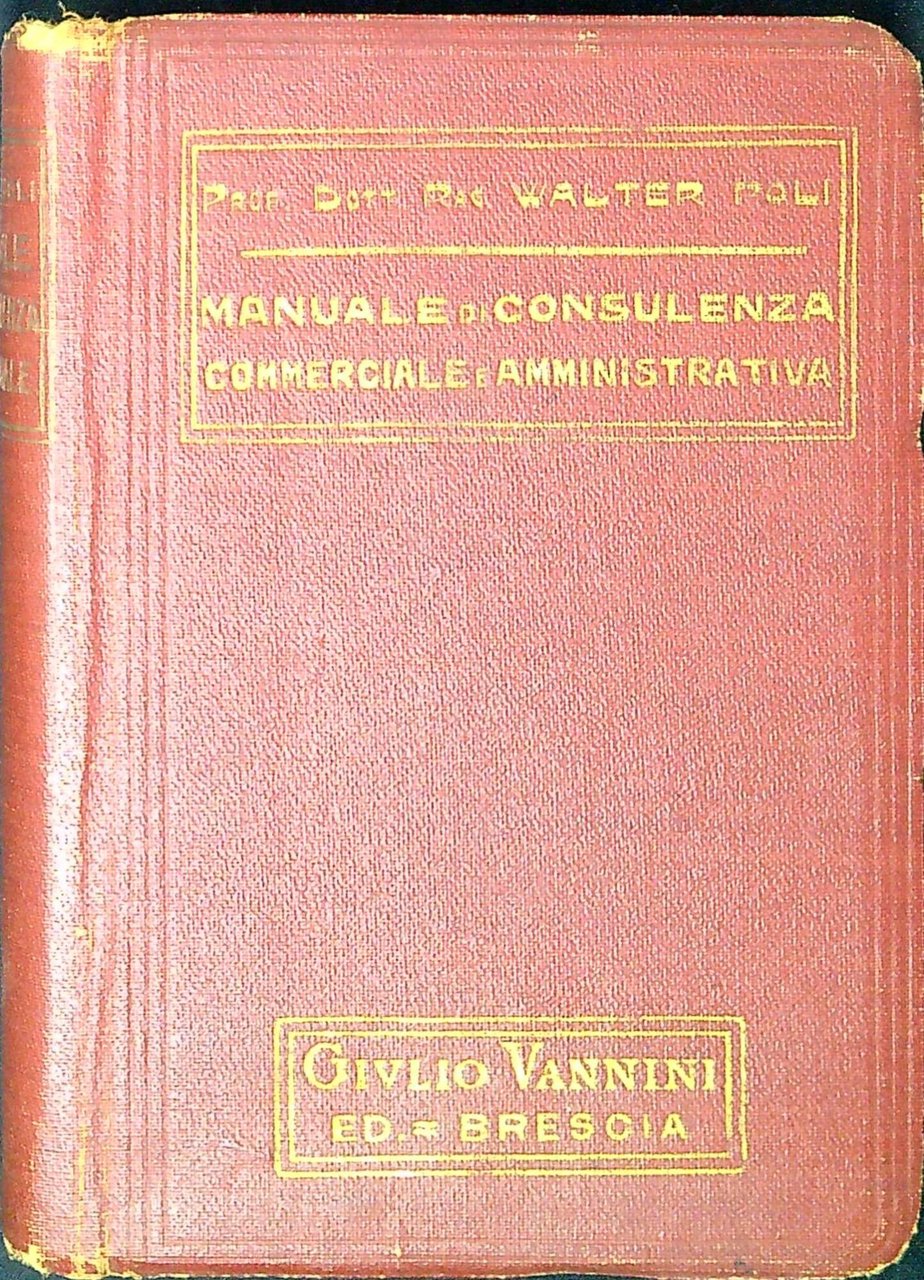 PROF. DOTT RAG WALTER POLI
MANUALE DI CONSULENZA
COMMERCIALE E AMMINISTRATIVA
GIVLIO VANNINI
ED. ≈ BRESCIA